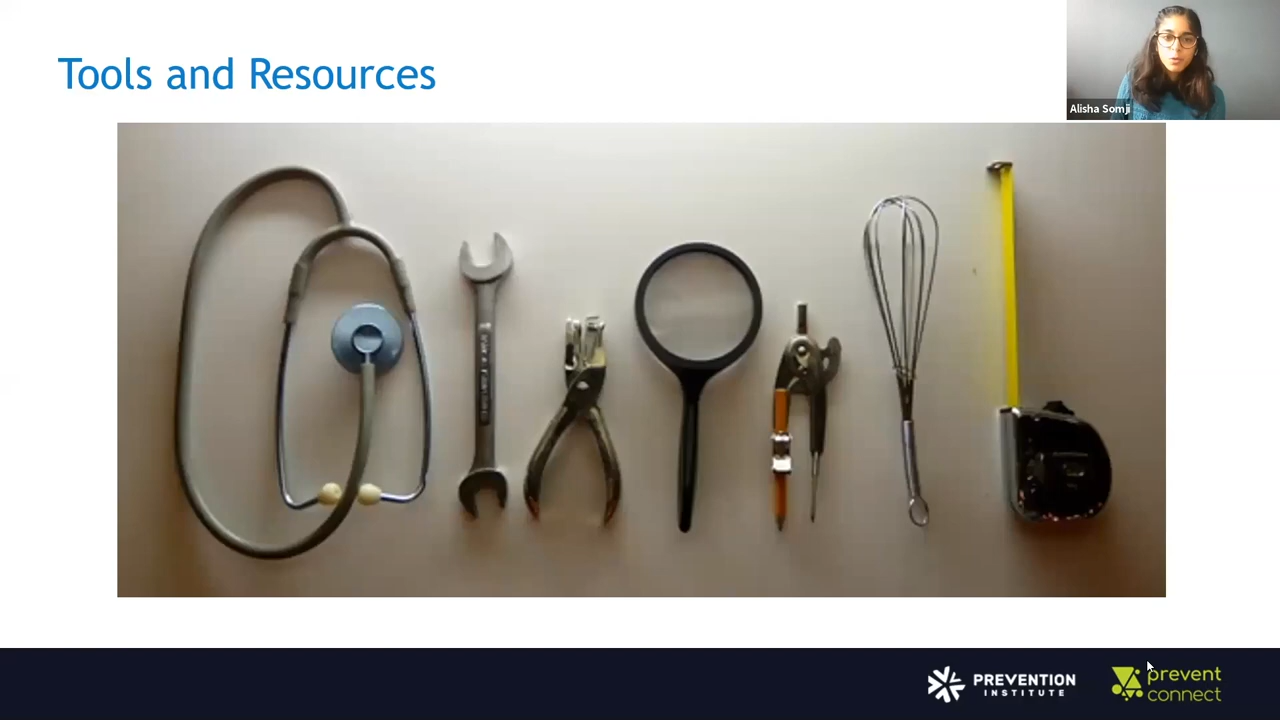 Tools and Resources
Alisha Somji
PREVENTION
INSTITUTE
prevent
connect